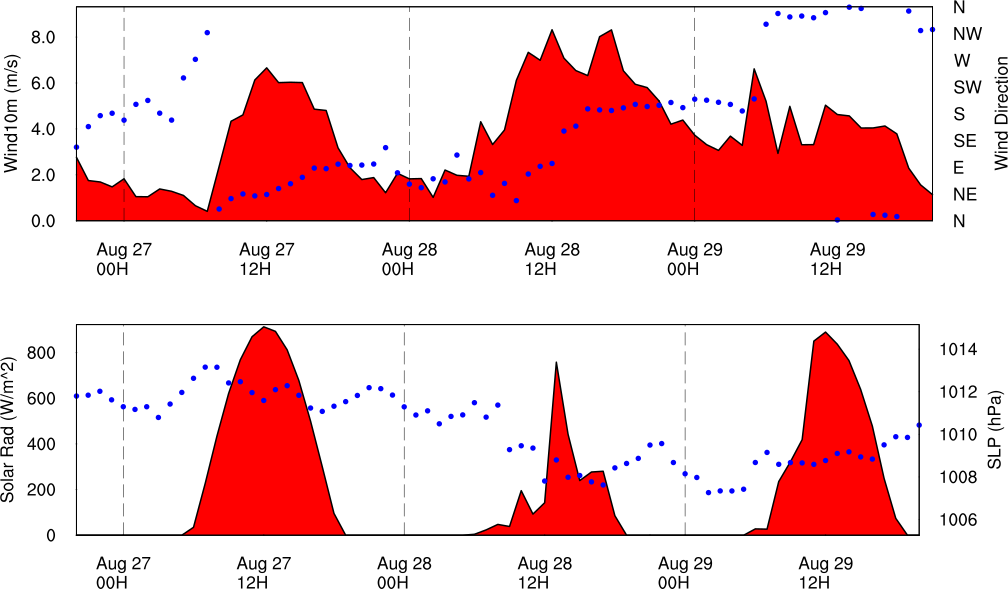 Wind10m (m/s)
8.0
6.0
4.0
2.0
0.0
N
NW
W
SW
S
SE
E
NE
N
Wind Direction
Aug 27 Aug 27 Aug 28 Aug 28 Aug 29 Aug 29
00H 12H 00H 12H 00H 12H
Solar Rad (W/m^2)
800
600
400
200
0
1014
1012
1010
1008
1006
SLP (hPa)
Aug 27 Aug 27 Aug 28 Aug 28 Aug 29 Aug 29
00H 12H 00H 12H 00H 12H